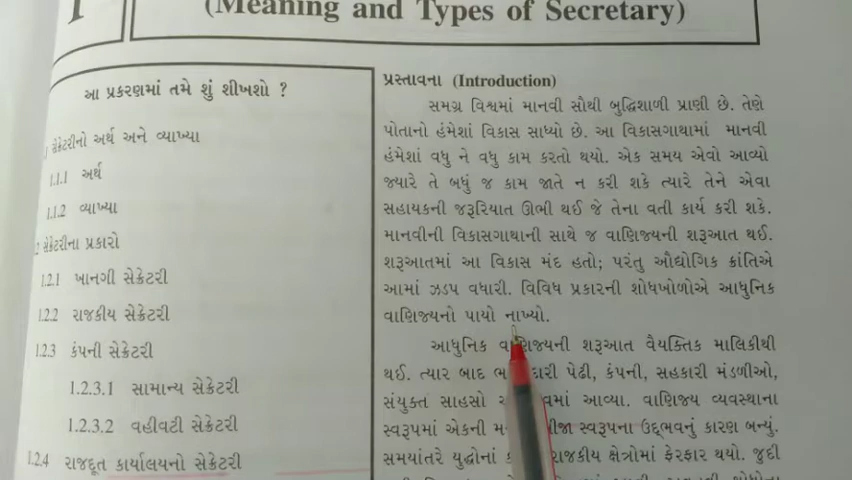 1
(Meaning and Types of Secretary)
આ પ્રકરણમાં તમે શું શીખશો ?
સેક્રેટરીનો અર્થ અને વ્યાખ્યા
1.1.1 અર્થ
1.1.2 વ્યાખ્યા
સેક્રેટરીના પ્રકારો
1.2.1 ખાનગી સેક્રેટરી
1.2.2 રાજકીય સેક્રેટરી
1.2.3 કંપની સેક્રેટરી
1.2.3.1 સામાન્ય સેક્રેટરી
1.2.3.2 વહીવટી સેક્રેટરી
1.2.4 રાજદૂત કાર્યાલયનો સેક્રેટરી
પ્રસ્તાવના (Introduction)
સમગ્ર વિશ્વમાં માનવી સૌથી બુદ્ધિશાળી પ્રાણી છે. તેણે
પોતાનો હંમેશાં વિકાસ સાધ્યો છે. આ વિકાસગાથામાં માનવી
હંમેશાં વધુ ને વધુ કામ કરતો થયો. એક સમય એવો આવ્યો
જ્યારે તે બધું જ કામ જાતે ન કરી શકે ત્યારે તેને એવા
સહાયકની જરૂરિયાત ઊભી થઈ જે તેના વતી કાર્ય કરી શકે.
માનવીની વિકાસગાથાની સાથે જ વાણિજ્યની શરૂઆત થઈ.
શરૂઆતમાં આ વિકાસ મંદ હતો; પરંતુ ઔદ્યોગિક ક્રાંતિએ
આમાં ઝડપ વધારી. વિવિધ પ્રકારની શોધખોળોએ આધુનિક
વાણિજ્યનો પાયો નાખ્યો.
આધુનિક વાણિજ્યની શરૂઆત વૈયક્તિક માલિકીથી
થઈ. ત્યાર બાદ પેઢી, કંપની, સહકારી મંડળીઓ,
સંયુક્ત સાહસો આવ્યા. વાણિજ્ય વ્યવસ્થાના
સ્વરૂપમાં એકની સ્વરૂપના ઉદ્ભવનું કારણ બન્યું.
સમયાંતરે યુદ્ધોનાં રાજકીય ક્ષેત્રોમાં ફેરફાર થયો. જુદી